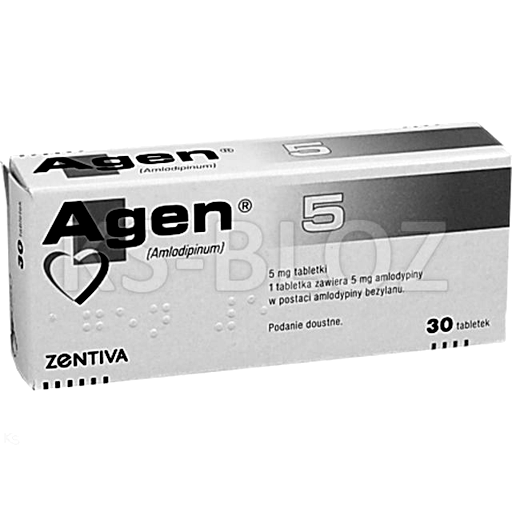 Agen® 5
(Amlodipinum)
30 tabletek
Agen® 5
(Amlodipinum)
5 mg tabletki
1 tabletka zawiera 5 mg amlodypiny
w postaci amlodypiny bezylanu.
Podanie doustne.
30 tabletek
ZENTIVA
KS-BLOZ
KS